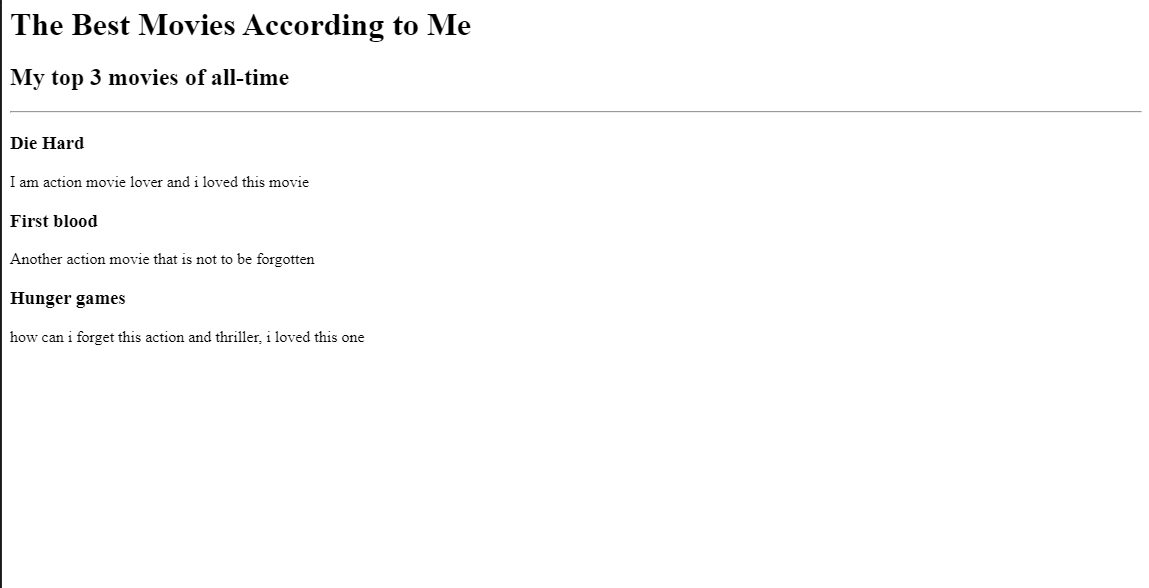 The Best Movies According to Me
My top 3 movies of all-time
Die Hard
I am action movie lover and i loved this movie
First blood
Another action movie that is not to be forgotten
Hunger games
how can i forget this action and thriller, i loved this one